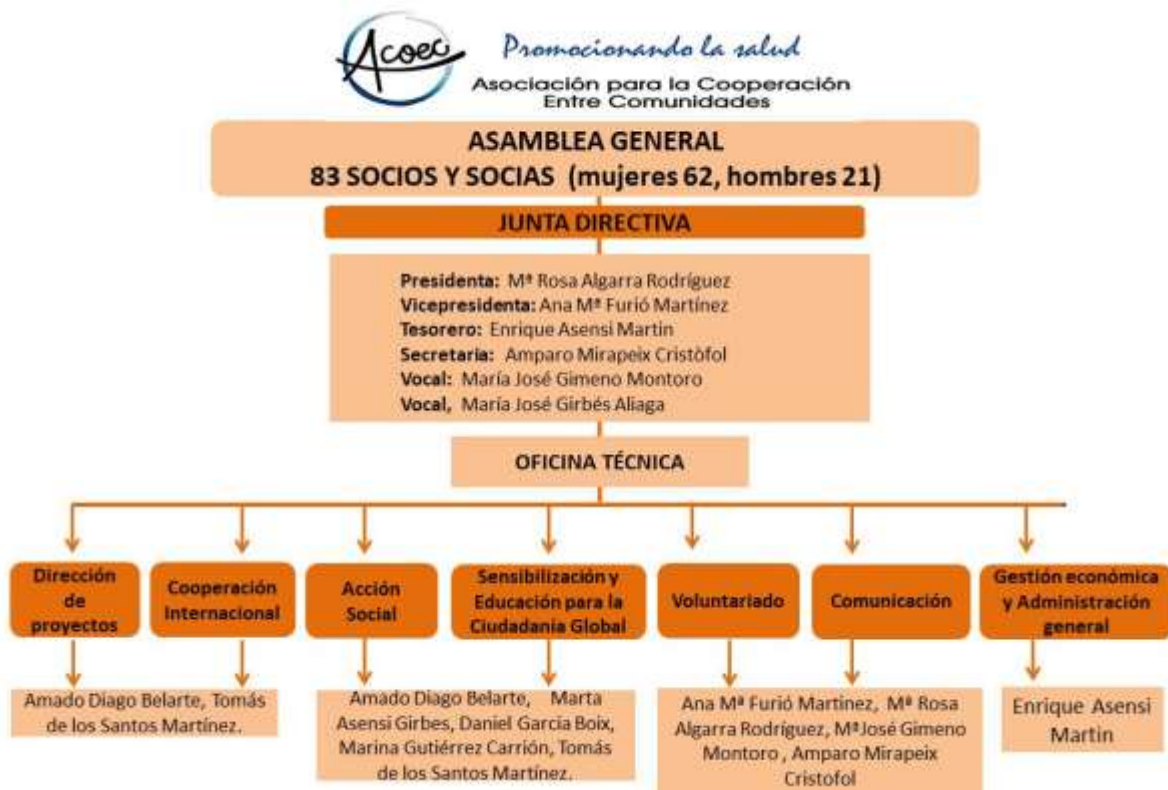 Acoec
Promocionando la salud
Asociación para la Cooperación
Entre Comunidades
ASAMBLEA GENERAL
83 SOCIOS Y SOCIAS (mujeres 62, hombres 21)
JUNTA DIRECTIVA
Presidenta: Mª Rosa Algarra Rodríguez
Vicepresidenta: Ana Mª Furió Martínez
Tesorero: Enrique Asensi Martin
Secretaria: Amparo Mirapeix Cristòfol
Vocal: María José Gimeno Montoro
Vocal, María José Girbés Aliaga
OFICINA TÉCNICA
Dirección
de
proyectos
Cooperación
Internacional
Acción
Social
Sensibilización y
Educación para la
Ciudadanía Global
Voluntariado
Comunicación
Gestión económica
y Administración
general
Amado Diago Belarte, Tomás
de los Santos Martínez.
Amado Diago Belarte, Marta
Asensi Girbes, Daniel Garcia Boix,
Marina Gutiérrez Carrión, Tomás
de los Santos Martínez.
Ana Mª Furió Martinez, Mª Rosa
Algarra Rodríguez, MªJosé Gimeno
Montoro , Amparo Mirapeix
Cristofol
Enrique Asensi
Martin